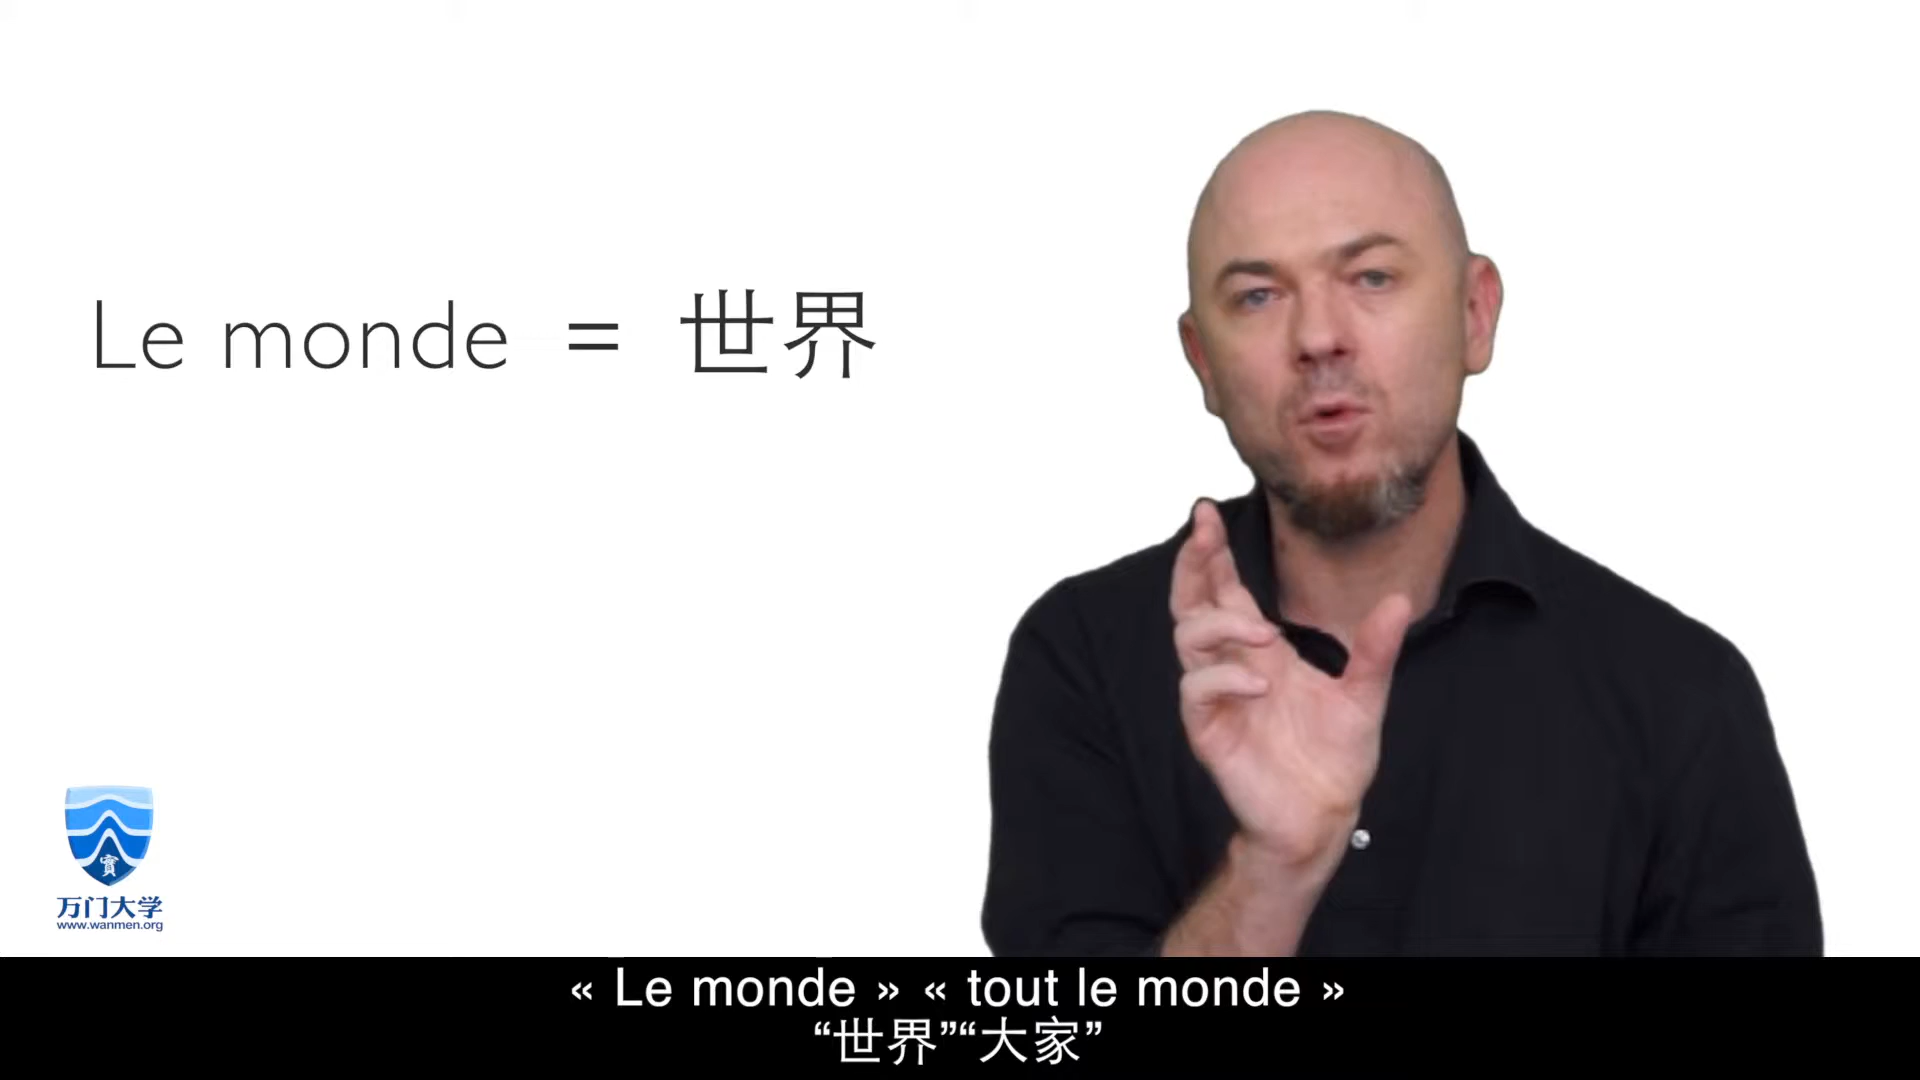 Le monde = 世界
寳
万门大学
www.wanmen.org
« Le monde » « tout le monde »
“世界”“大家”